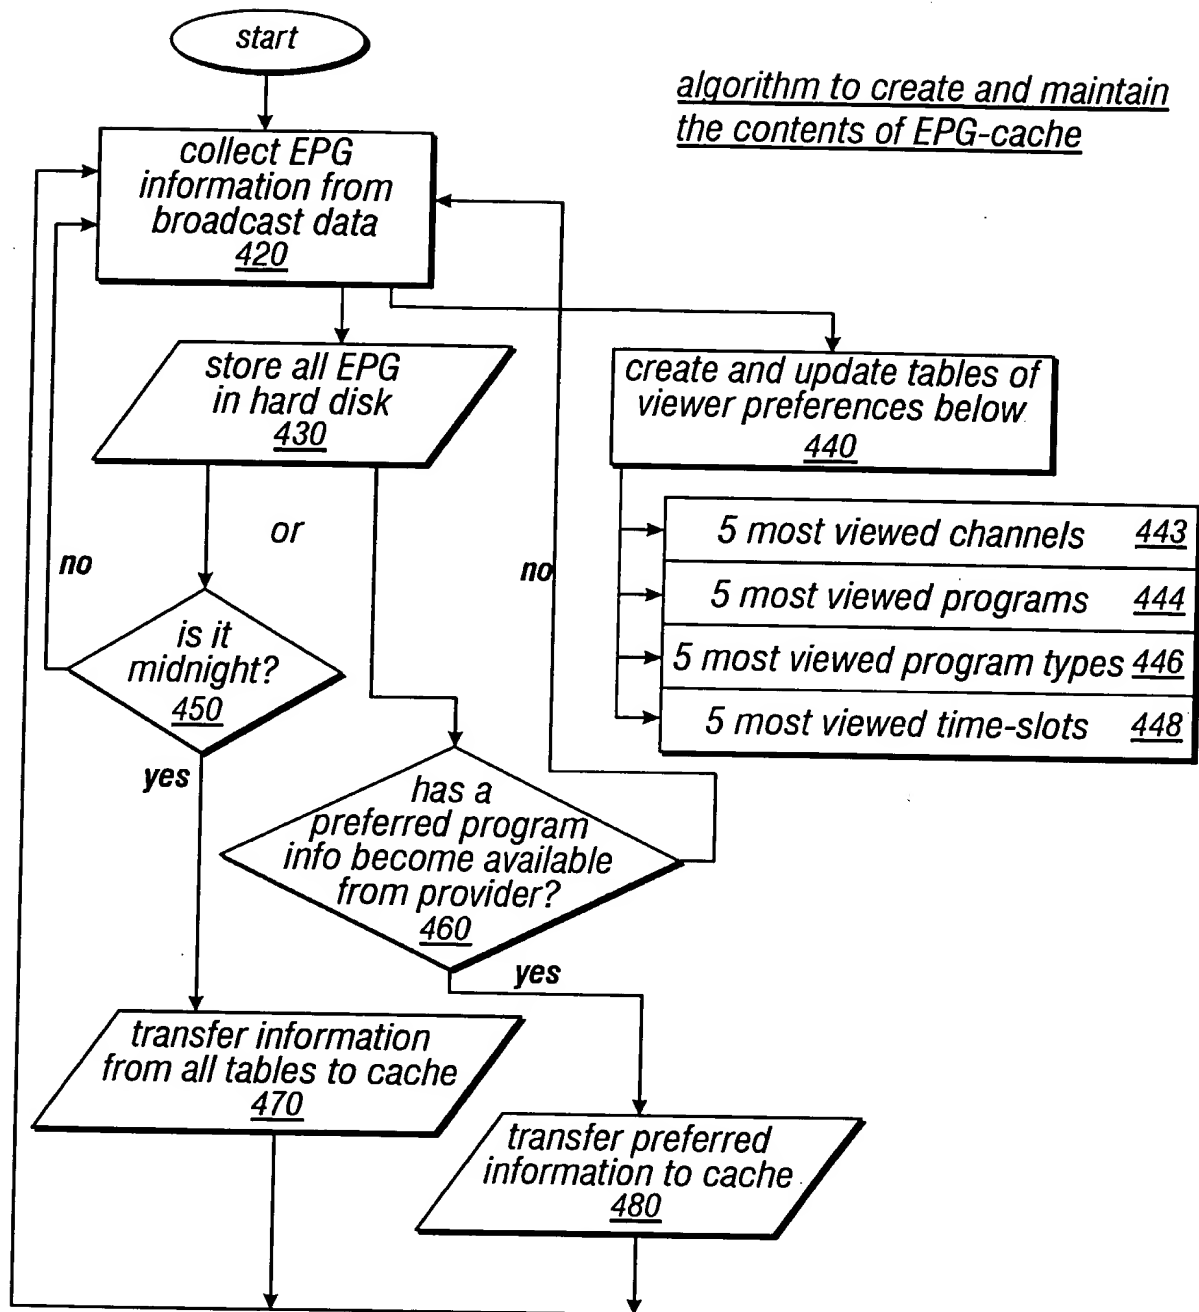 start
algorithm to create and maintain
the contents of EPG-cache
collect EPG
information from
broadcast data
420
store all EPG
in hard disk
430
create and update tables of
viewer preferences below
440
or
no
no
5 most viewed channels 443
5 most viewed programs 444
5 most viewed program types 446
5 most viewed time-slots 448
is it
midnight?
450
yes
has a
preferred program
info become available
from provider?
460
yes
transfer information
from all tables to cache
470
transfer preferred
information to cache
480